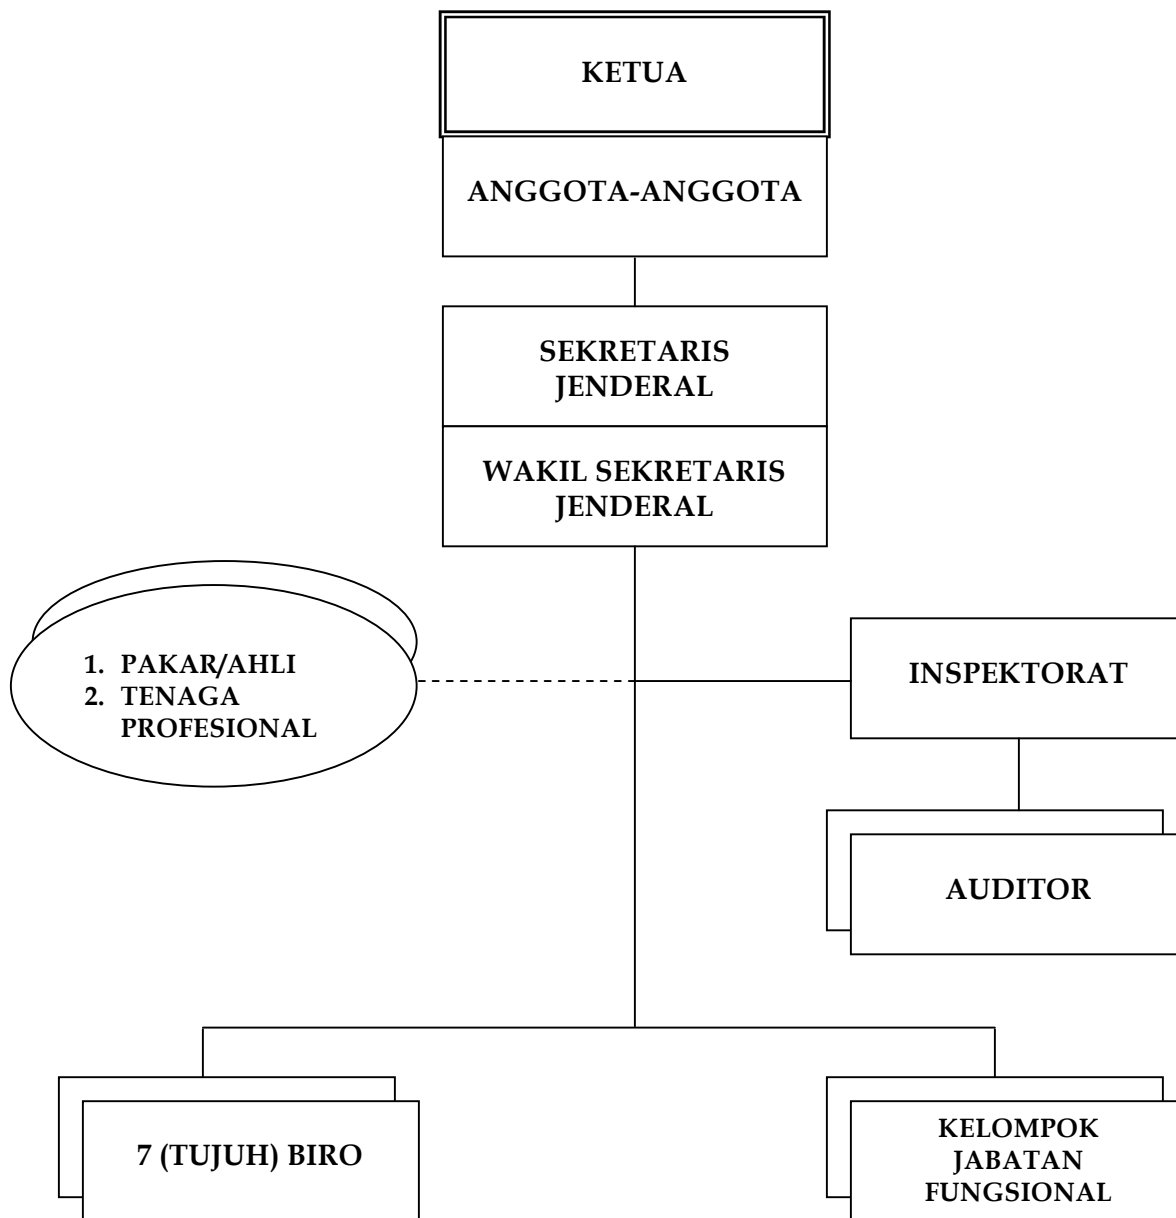 KETUA
ANGGOTA-ANGGOTA
SEKRETARIS
JENDERAL
WAKIL SEKRETARIS
JENDERAL
1. PAKAR/AHLI
2. TENAGA
PROFESIONAL
INSPEKTORAT
AUDITOR
7 (TUJUH) BIRO
KELOMPOK
JABATAN
FUNGSIONAL